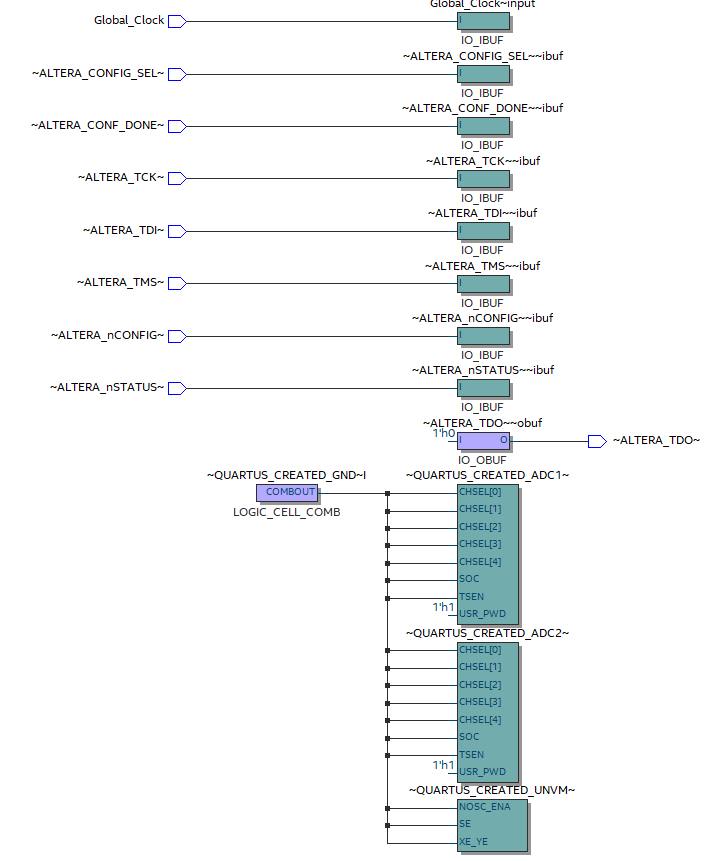 Global_Clock~input
Global_Clock
I
IO_IBUF
~ALTERA_CONFIG_SEL~~ibuf
~ALTERA_CONFIG_SEL~
I
IO_IBUF
~ALTERA_CONF_DONE~~ibuf
~ALTERA_CONF_DONE~
I
IO_IBUF
~ALTERA_TCK~~ibuf
~ALTERA_TCK~
I
IO_IBUF
~ALTERA_TDI~~ibuf
~ALTERA_TDI~
I
IO_IBUF
~ALTERA_TMS~~ibuf
~ALTERA_TMS~
I
IO_IBUF
~ALTERA_nCONFIG~~ibuf
~ALTERA_nCONFIG~
I
IO_IBUF
~ALTERA_nSTATUS~~ibuf
~ALTERA_nSTATUS~
I
IO_IBUF
~ALTERA_TDO~~obuf
1'h0
I O
~ALTERA_TDO~
IO_OBUF
~QUARTUS_CREATED_GND~I
COMBOUT
LOGIC_CELL_COMB
~QUARTUS_CREATED_ADC1~
CHSEL[0]
CHSEL[1]
CHSEL[2]
CHSEL[3]
CHSEL[4]
SOC
TSEN
1'h1
USR_PWD
~QUARTUS_CREATED_ADC2~
CHSEL[0]
CHSEL[1]
CHSEL[2]
CHSEL[3]
CHSEL[4]
SOC
TSEN
1'h1
USR_PWD
~QUARTUS_CREATED_UNVM~
NOSC_ENA
SE
XE_YE